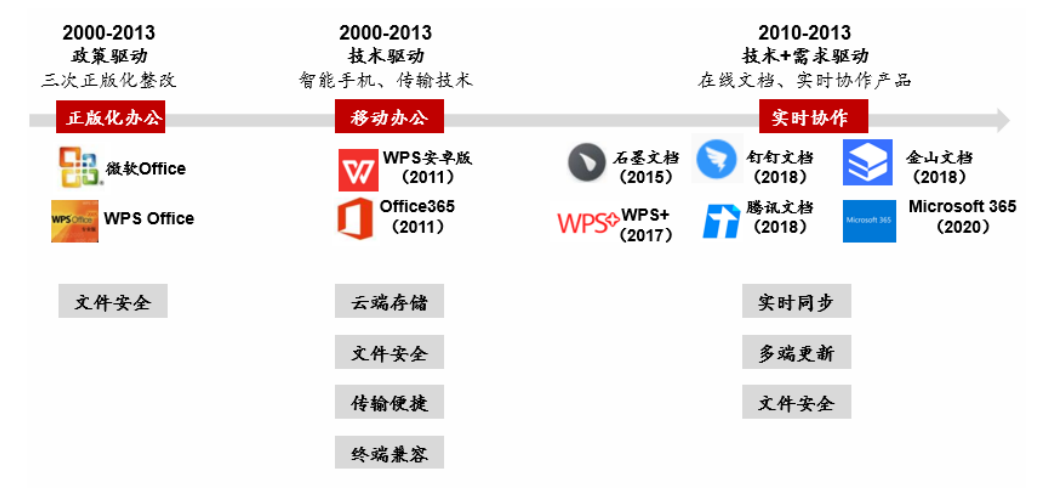 2000-2013
政策驱动
三次正版化整改
2000-2013
技术驱动
智能手机、传输技术
2010-2013
技术+需求驱动
在线文档、实时协作产品
正版化办公
移动办公
实时协作
微软Office
WPS Office
WPS Office
WPS安卓版
（2011）
Office365
（2011）
石墨文档
（2015）
钉钉文档
（2018）
金山文档
（2018）
WPS+
WPS+
（2017）
腾讯文档
（2018）
Microsoft 365
Microsoft 365
（2020）
文件安全
云端存储
文件安全
传输便捷
终端兼容
实时同步
多端更新
文件安全